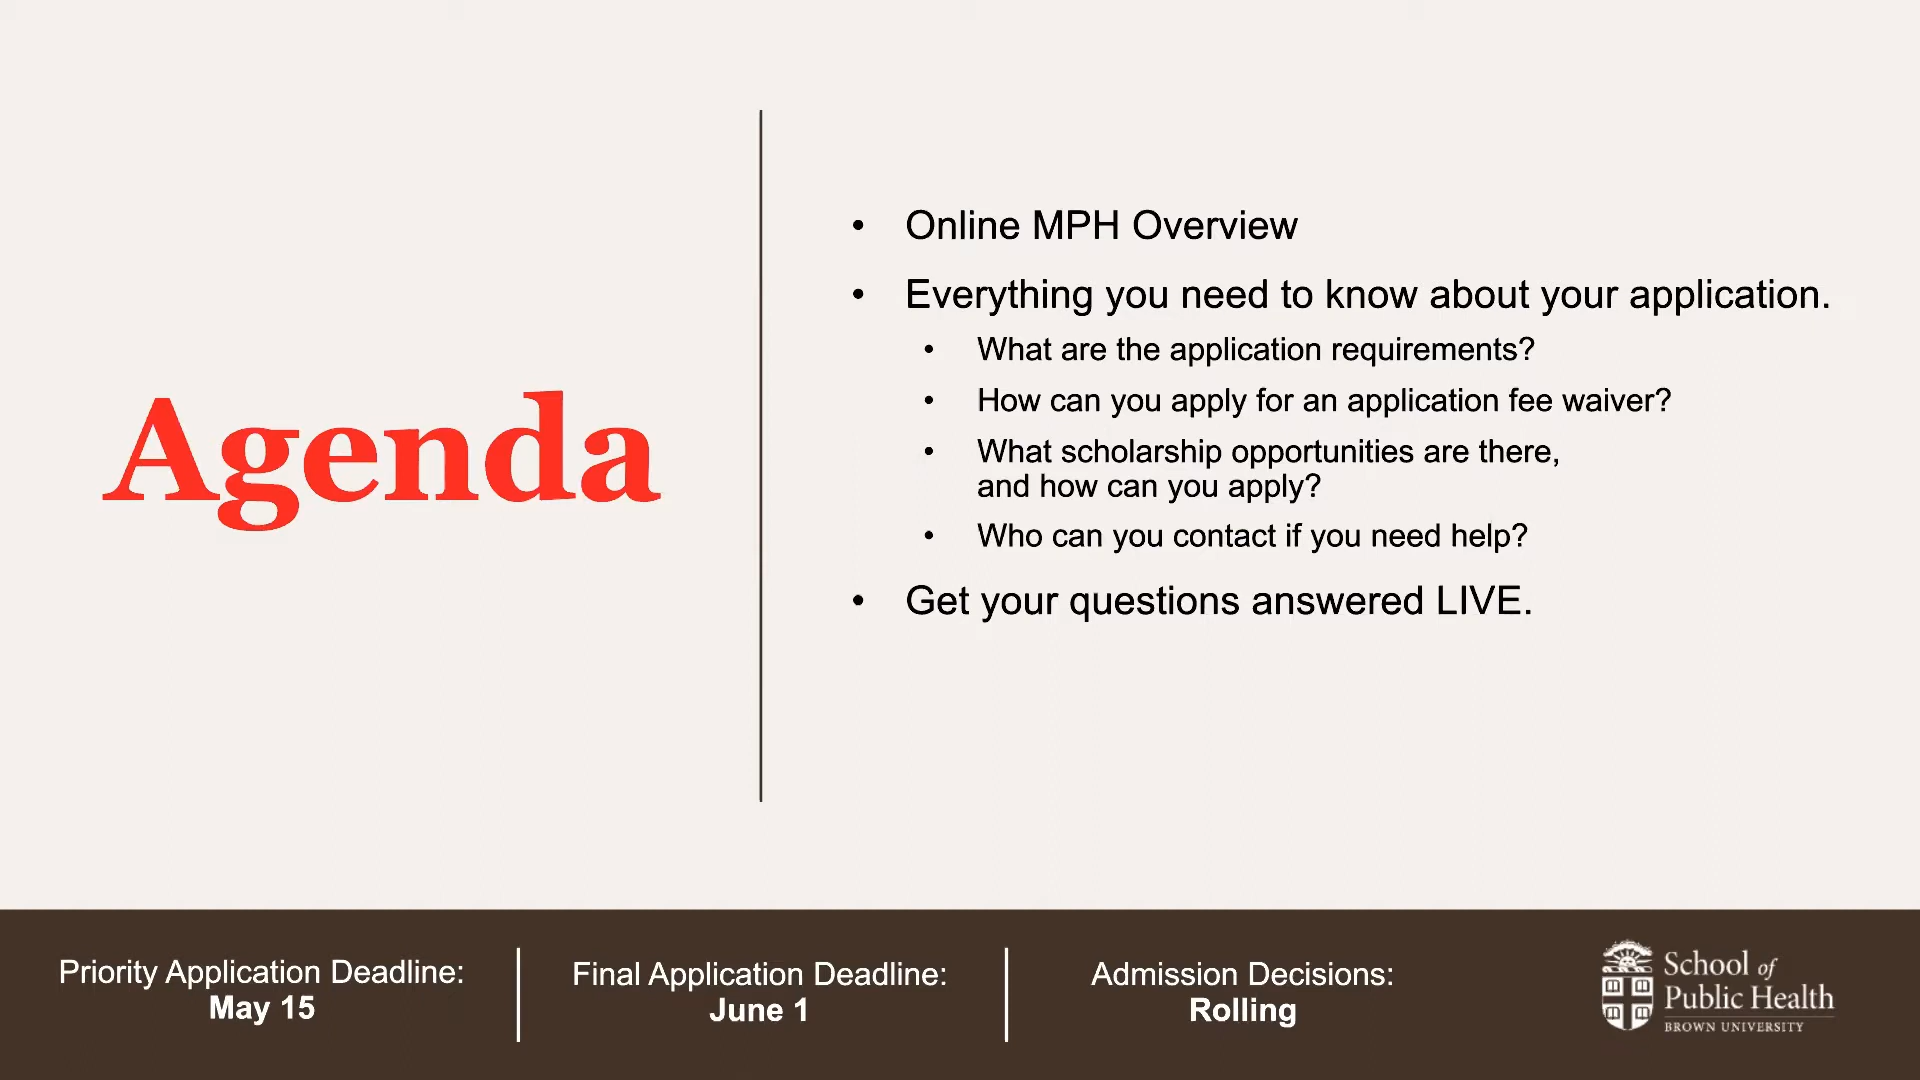 Agenda
• Online MPH Overview
• Everything you need to know about your application.
• What are the application requirements?
• How can you apply for an application fee waiver?
• What scholarship opportunities are there,
and how can you apply?
• Who can you contact if you need help?
• Get your questions answered LIVE.
Priority Application Deadline:
May 15
Final Application Deadline:
June 1
Admission Decisions:
Rolling
School of
Public Health
BROWN UNIVERSITY